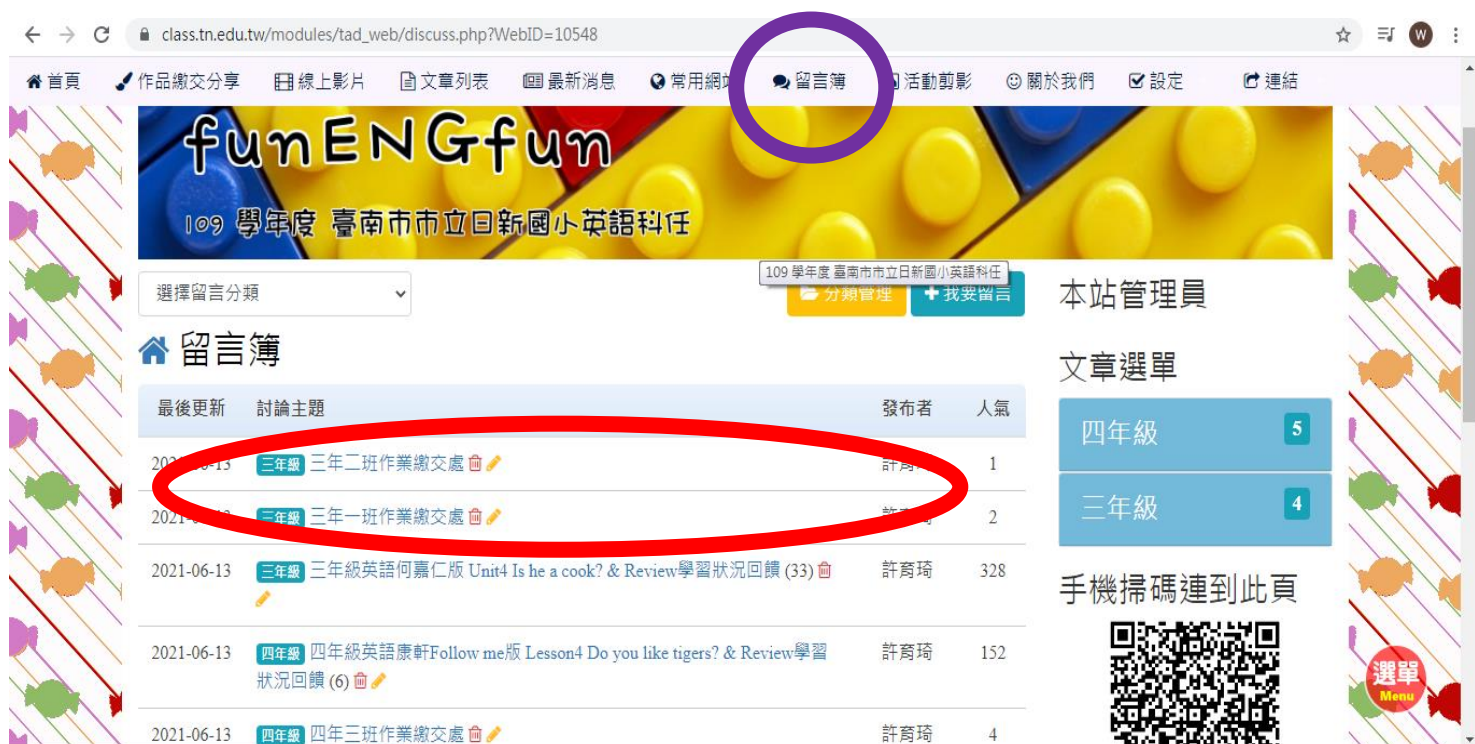 class.tn.edu.tw/modules/tad_web/discuss.php?WebID=10548
W
首頁 作品繳交分享 線上影片 文章列表 最新消息 常用網 留言簿 活動剪影 關於我們 設定 連結
funENGfun
109 學年度 臺南市市立日新國小英語科任
109 學年度 臺南市市立日新國小英語科任
選擇留言分類 分類管理 我要留言
留言簿
最後更新 討論主題 發布者 人氣
三年級 三年二班作業繳交處 1
三年級 三年一班作業繳交處 2
2021-06-13 三年級 三年級英語何嘉仁版 Unit4 Is he a cook? & Review學習狀況回饋 (33) 許育琦 328
2021-06-13 四年級 四年級英語康軒Follow me版 Lesson4 Do you like tigers? & Review學習 許育琦 152
狀況回饋 (6)
2021-06-13 四年級 四年三班作業繳交處 許育琦 4
本站管理員
文章選單
四年級 5
三年級 4
手機掃碼連到此頁
選單
Menu